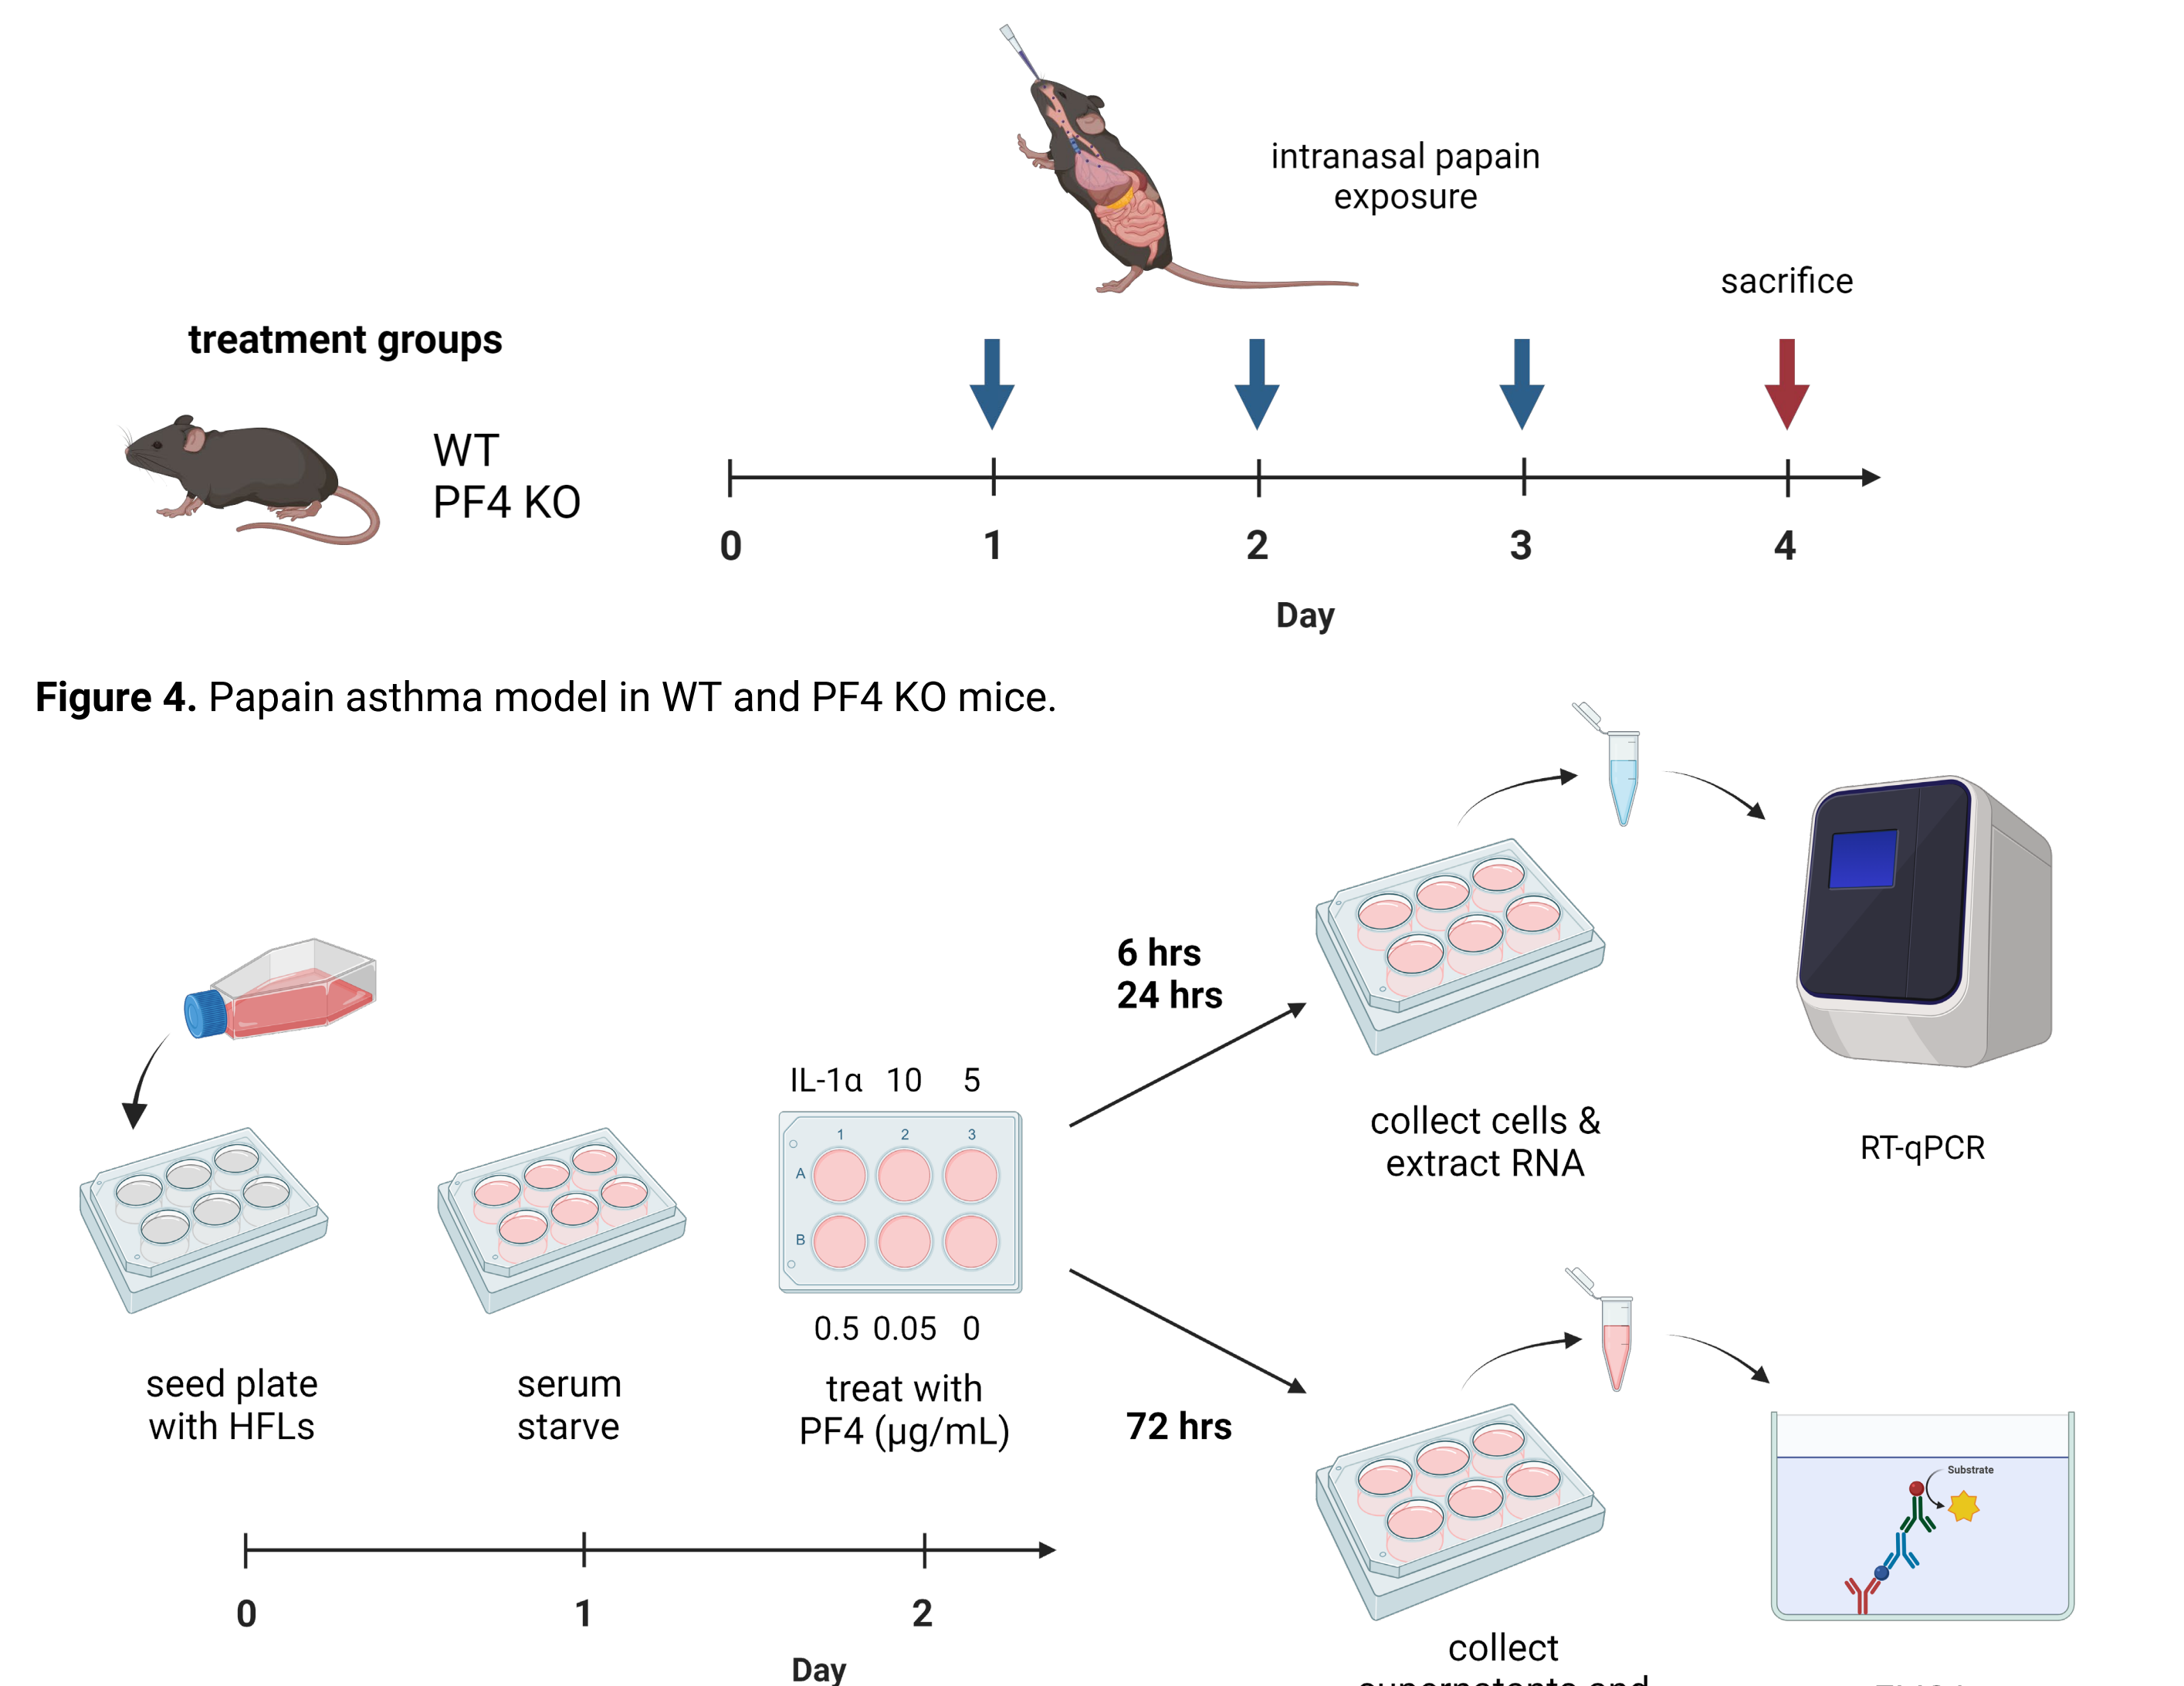 intranasal papain
exposure
sacrifice
treatment groups
WT
PF4 KO
0 1 2 3 4
Day
Figure 4. Papain asthma model in WT and PF4 KO mice.
6 hrs
24 hrs
IL-1α 10 5
1 2 3
A
B
0.5 0.05 0
collect cells &
extract RNA
RT-qPCR
seed plate
with HFLs
serum
starve
treat with
PF4 (µg/mL)
72 hrs
Substrate
0 1 2
Day
collect
supernatants and